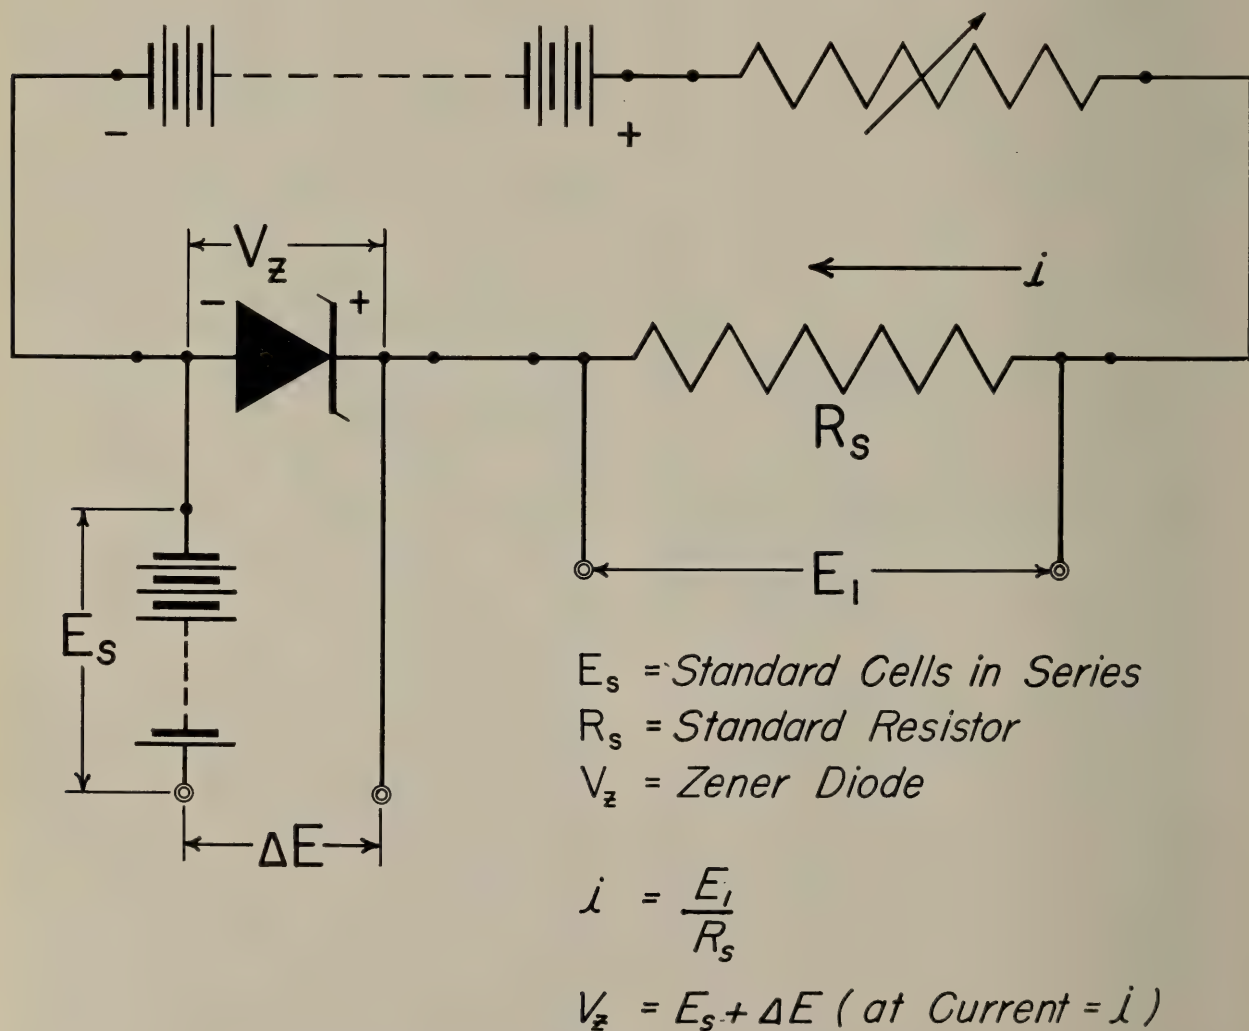 - +
V_z
- +
i
R_s
E_s
E_1
E_s = Standard Cells in Series
R_s = Standard Resistor
V_z = Zener Diode
ΔE
i = E_1 / R_s
V_z = E_s + ΔE (at Current = i)